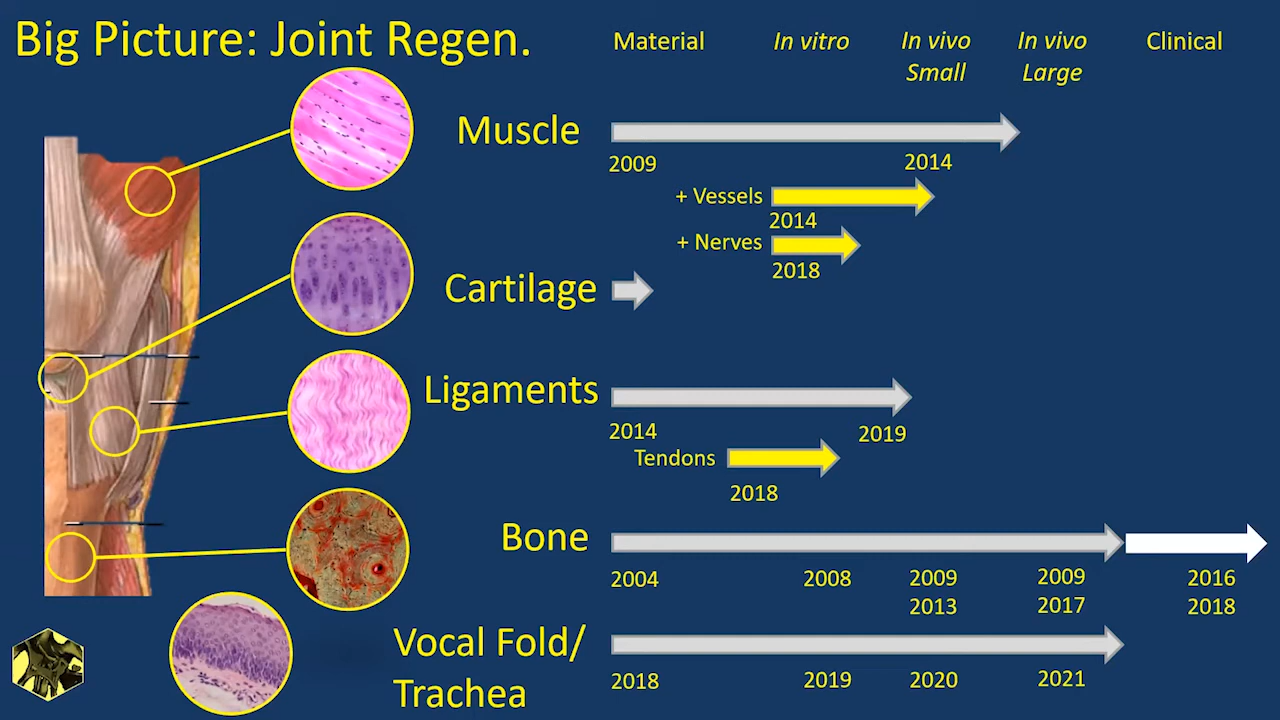 Big Picture: Joint Regen.
Material
In vitro
In vivo
Small
In vivo
Large
Clinical
Muscle
2009
2014
+ Vessels
2014
+ Nerves
2018
Cartilage
Ligaments
2014
2019
Tendons
2018
Bone
2004
2008
2009
2013
2009
2017
2016
2018
Vocal Fold/
Trachea
2018
2019
2020
2021